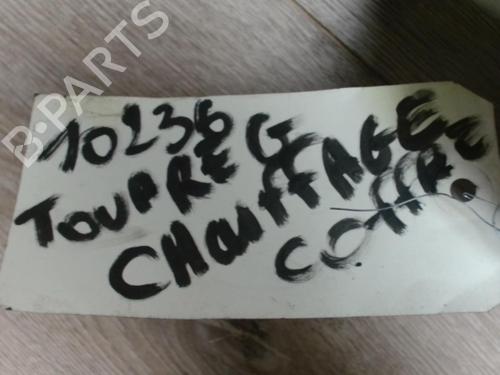 B-PARTS
10236
TOUAREG
CHAUFFAGE
COFFRE